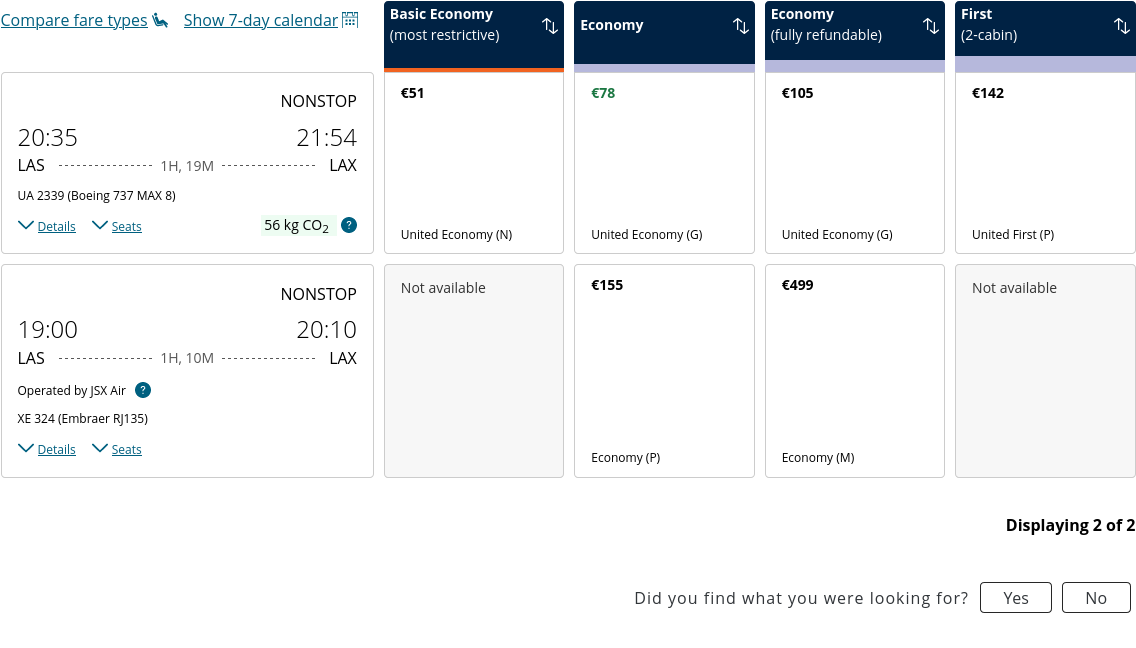 Compare fare types Show 7-day calendar
Basic Economy
(most restrictive)
Economy
Economy
(fully refundable)
First
(2-cabin)
NONSTOP
20:35 21:54
LAS 1H, 19M LAX
UA 2339 (Boeing 737 MAX 8)
Details Seats 56 kg CO2 ?
€51
United Economy (N)
€78
United Economy (G)
€105
United Economy (G)
€142
United First (P)
NONSTOP
19:00 20:10
LAS 1H, 10M LAX
Operated by JSX Air ?
XE 324 (Embraer RJ135)
Details Seats
Not available
€155
Economy (P)
€499
Economy (M)
Not available
Displaying 2 of 2
Did you find what you were looking for? Yes No